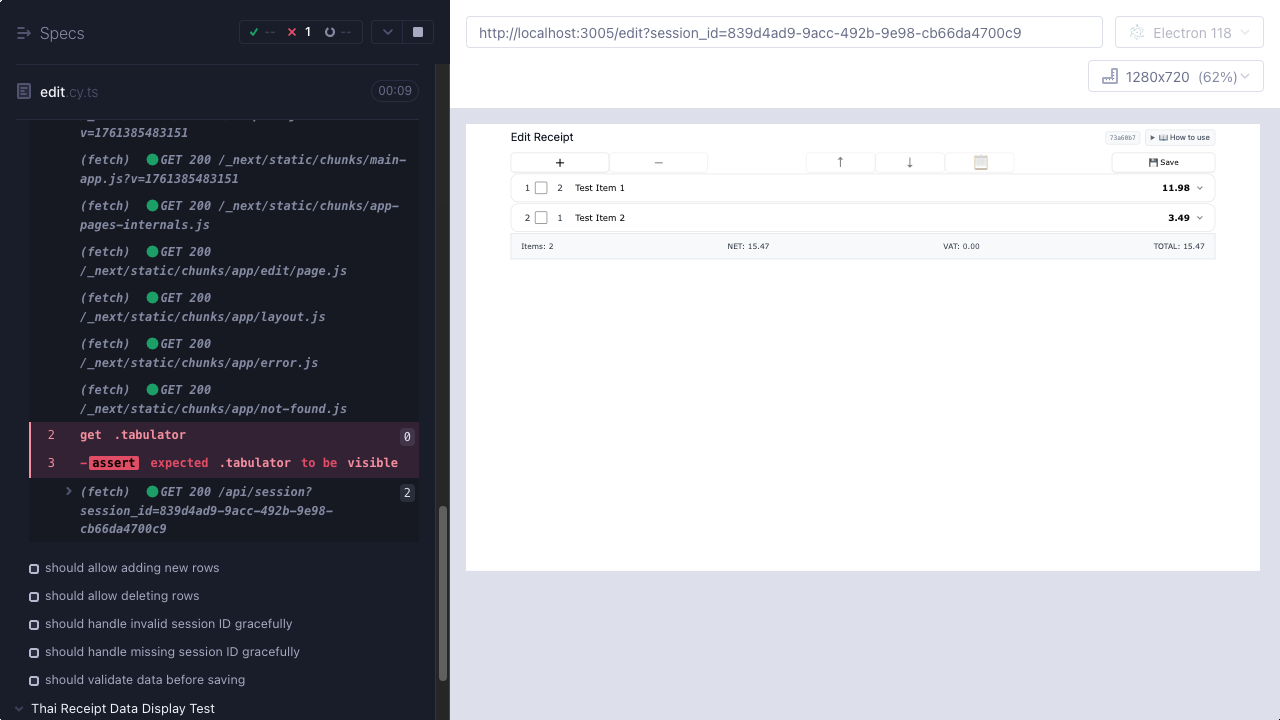 Specs
-- 1 --
edit.cy.ts
00:09
v=1761385483151
(fetch) GET 200 /_next/static/chunks/main-
app.js?v=1761385483151
(fetch) GET 200 /_next/static/chunks/app-
pages-internals.js
(fetch) GET 200
/_next/static/chunks/app/edit/page.js
(fetch) GET 200
/_next/static/chunks/app/layout.js
(fetch) GET 200
/_next/static/chunks/app/error.js
(fetch) GET 200
/_next/static/chunks/app/not-found.js
2 get .tabulator 0
3 -assert expected .tabulator to be visible
(fetch) GET 200 /api/session? 2
session_id=839d4ad9-9acc-492b-9e98-
cb66da4700c9
should allow adding new rows
should allow deleting rows
should handle invalid session ID gracefully
should handle missing session ID gracefully
should validate data before saving
Thai Receipt Data Display Test
http://localhost:3005/edit?session_id=839d4ad9-9acc-492b-9e98-cb66da4700c9
Electron 118
1280x720 (62%)
Edit Receipt
73a60b7
How to use
+ − ↑ ↓ Save
1 2 Test Item 1 11.98
2 1 Test Item 2 3.49
Items: 2 NET: 15.47 VAT: 0.00 TOTAL: 15.47